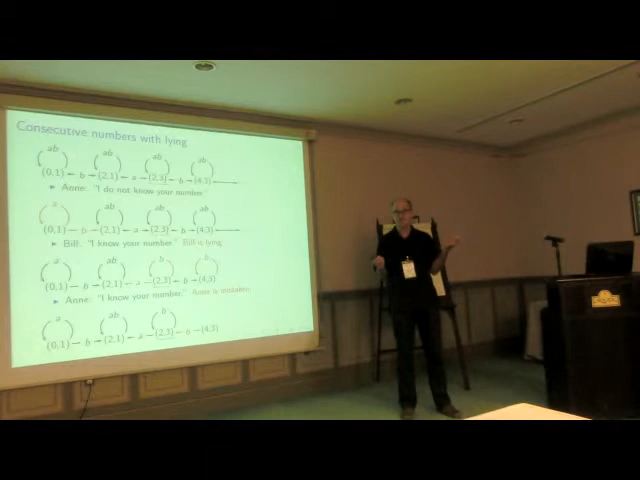 Consecutive numbers with lying
ab ab ab ab
(0,1) b (2,1) a (2,3) b (4,3)
Anne: "I do not know your number."
a ab ab ab
(0,1) b (2,1) a (2,3) b (4,3)
Bill: "I know your number." Bill is lying
a ab b b
(0,1) b (2,1) a (2,3) b (4,3)
Anne: "I know your number." Anne is mistaken
a ab b
(0,1) b (2,1) a (2,3) (4,3)